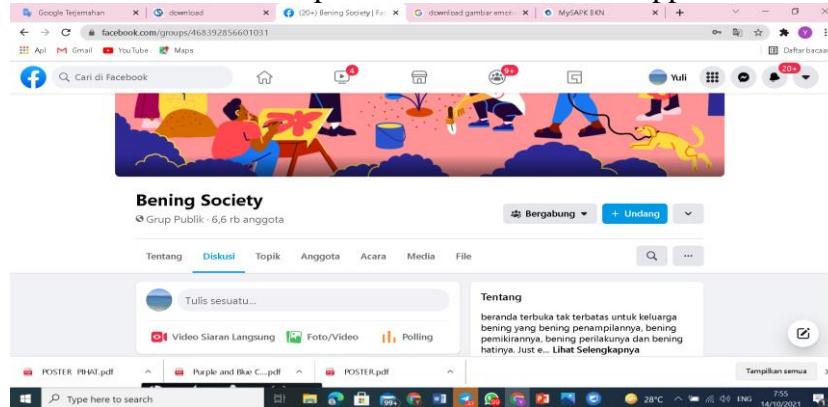 Google Terjemahan
download
(20+) Bening Society | Fac
download gambar emoti
MySAPK BKN
facebook.com/groups/468392856601031
Apl
Gmail
YouTube
Maps
Daftar bacaan
Cari di Facebook
4
9+
Yuli
20+
Bening Society
Grup Publik · 6,6 rb anggota
Bergabung
+ Undang
Tentang
Diskusi
Topik
Anggota
Acara
Media
File
Tulis sesuatu...
Video Siaran Langsung
Foto/Video
Polling
Tentang
beranda terbuka tak terbatas untuk keluarga
bening yang bening penampilannya, bening
pemikirannya, bening perilakunya dan bening
hatinya. Just e... Lihat Selengkapnya
POSTER PIHAT.pdf
Purple and Blue C....pdf
POSTER.pdf
Tampilkan semua
Type here to search
99+
28°C
ENG
7:55
14/10/2021